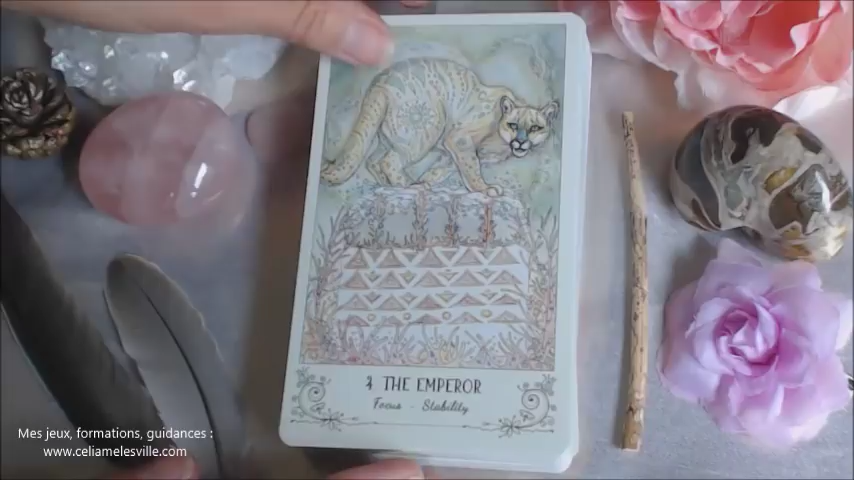 4 THE EMPEROR
Focus - Stability
Mes jeux, formations, guidances :
www.celiamelesville.com